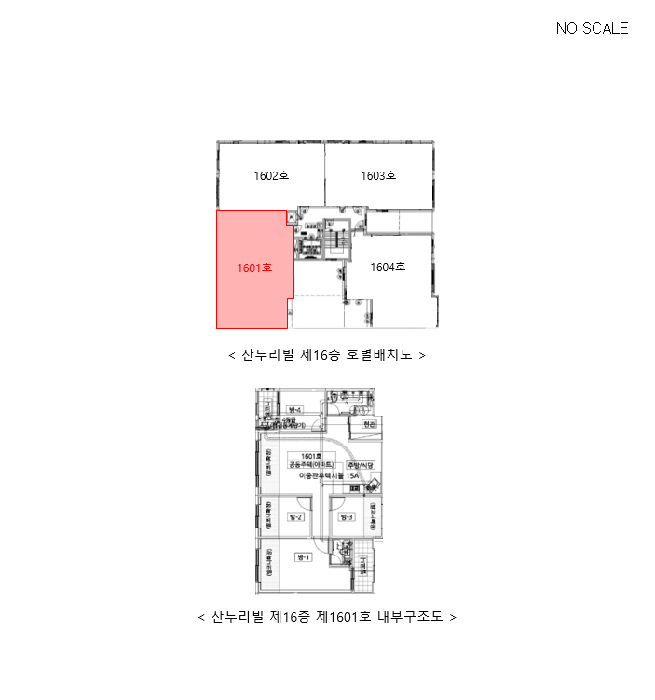 NO SCALE
1602호
1603호
1601호
1604호
< 산누리빌 제16층 호별배치도 >
방-4
현관
1601호
공동주택(아파트)
주방/식당
방-2
방-3
방-1
< 산누리빌 제16층 제1601호 내부구조도 >